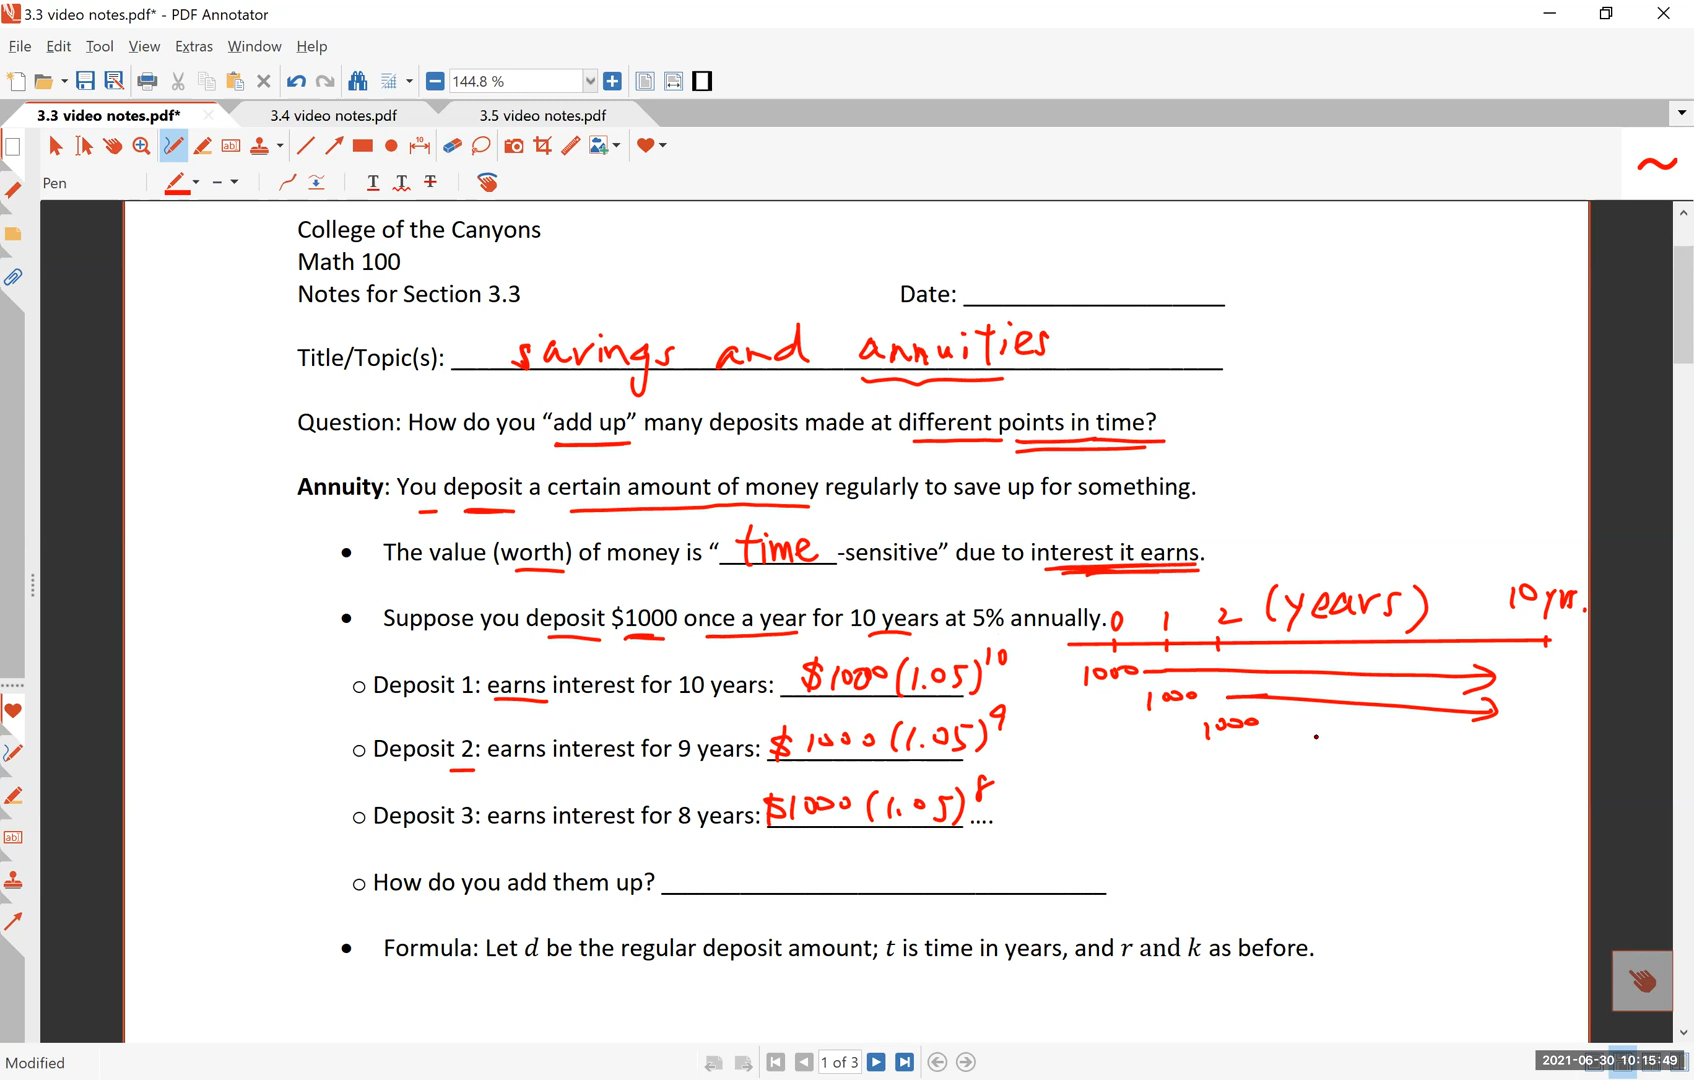 3.3 video notes.pdf* - PDF Annotator
File Edit Tool View Extras Window Help
144.8 %
3.3 video notes.pdf* 3.4 video notes.pdf 3.5 video notes.pdf
Pen
College of the Canyons
Math 100
Notes for Section 3.3 Date: ____
Title/Topic(s): savings and annuities
Question: How do you “add up” many deposits made at different points in time?
Annuity: You deposit a certain amount of money regularly to save up for something.
• The value (worth) of money is “time-sensitive” due to interest it earns.
• Suppose you deposit $1000 once a year for 10 years at 5% annually.
0 1 2 (years) 10 yrs.
o Deposit 1: earns interest for 10 years: $1000(1.05)^10
1000
1000
1000
o Deposit 2: earns interest for 9 years: $1000(1.05)^9
o Deposit 3: earns interest for 8 years: $1000(1.05)^8 ....
o How do you add them up? ____
• Formula: Let d be the regular deposit amount; t is time in years, and r and k as before.
Modified
1 of 3
2021-06-30 10:15:49